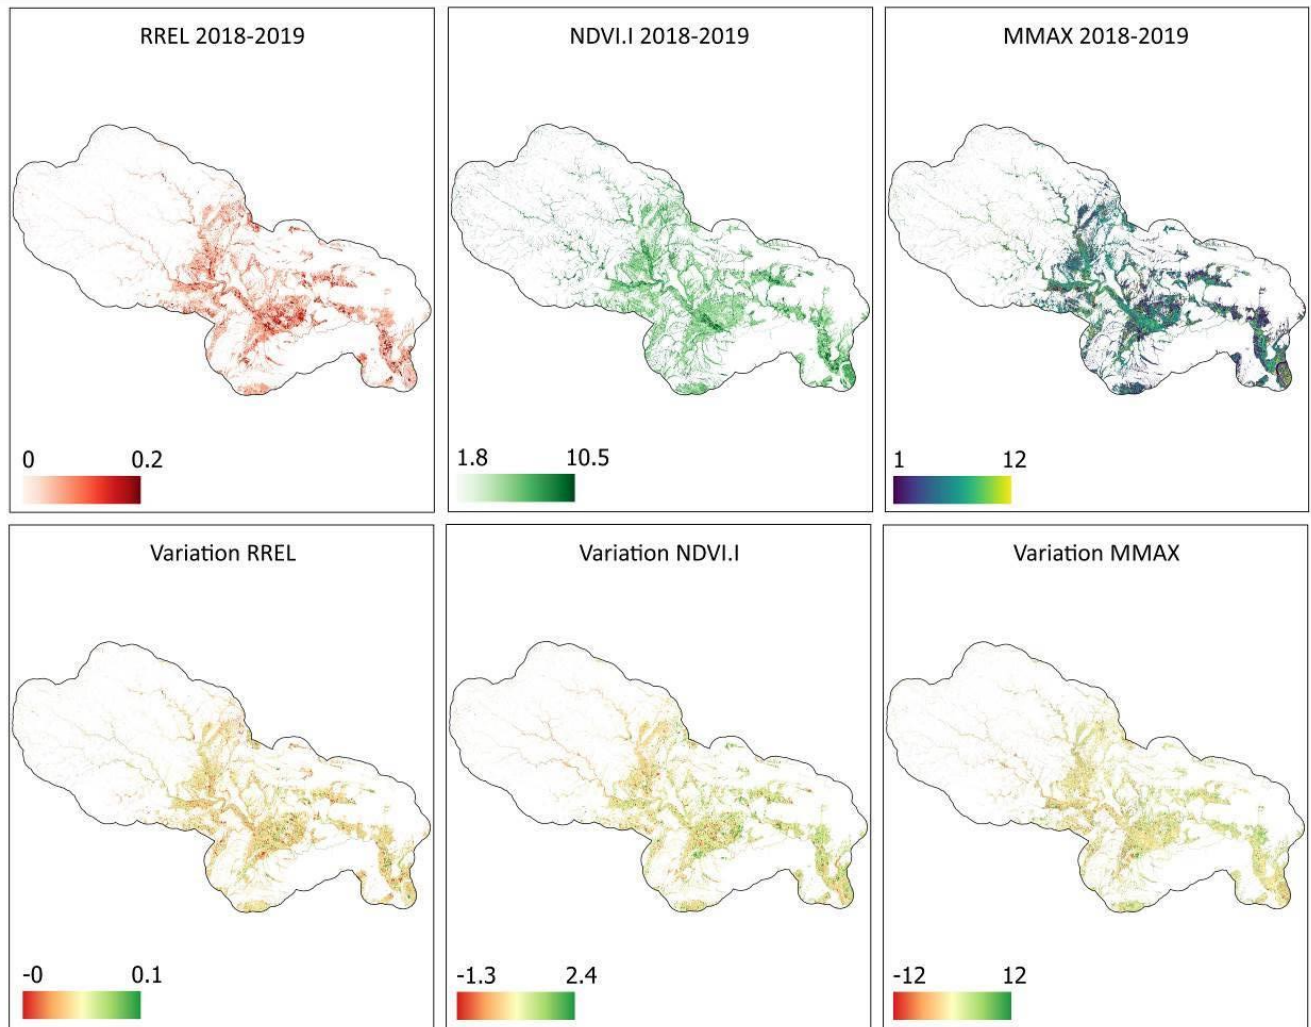 RREL 2018-2019
NDVI.I 2018-2019
MMAX 2018-2019
0 0.2
1.8 10.5
1 12
Variation RREL
Variation NDVI.I
Variation MMAX
-0 0.1
-1.3 2.4
-12 12